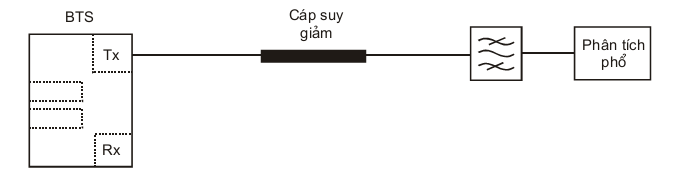 BTS
Cáp suy
giảm
Tx
Phân tích
phổ
Rx